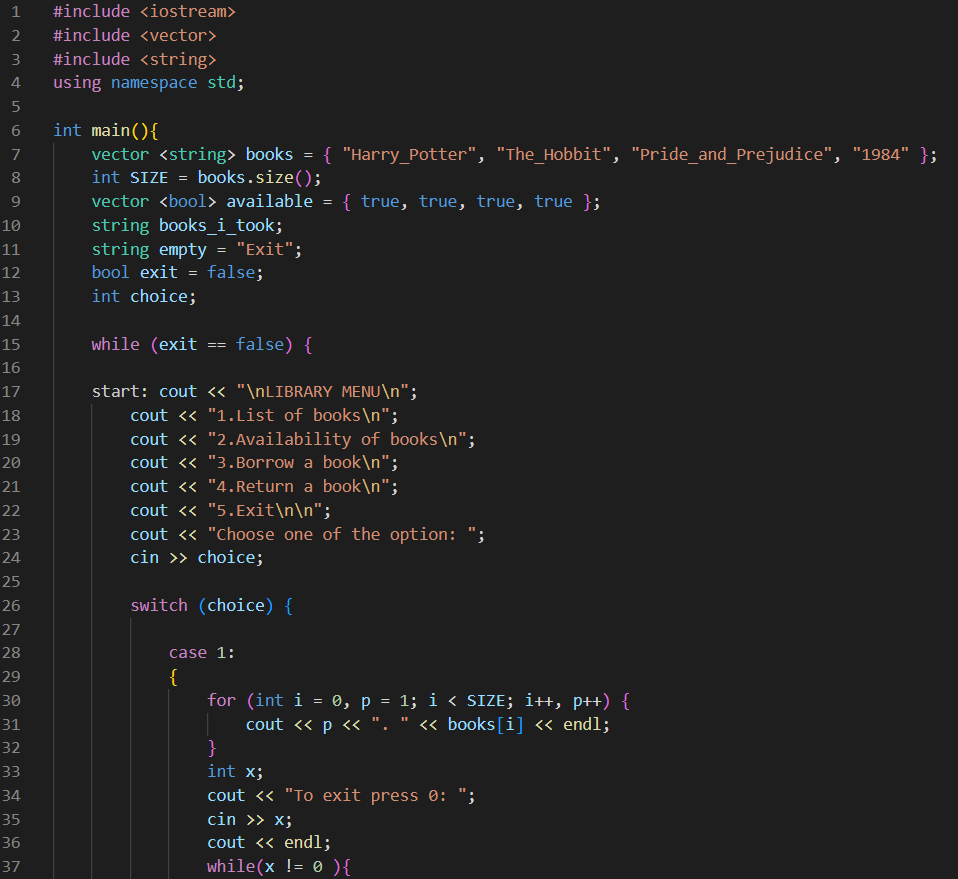 1 #include <iostream>
2 #include <vector>
3 #include <string>
4 using namespace std;
5
6 int main(){
7     vector <string> books = { "Harry_Potter", "The_Hobbit", "Pride_and_Prejudice", "1984" };
8     int SIZE = books.size();
9     vector <bool> available = { true, true, true, true };
10     string books_i_took;
11     string empty = "Exit";
12     bool exit = false;
13     int choice;
14
15     while (exit == false) {
16
17     start: cout << "\nLIBRARY MENU\n";
18         cout << "1.List of books\n";
19         cout << "2.Availability of books\n";
20         cout << "3.Borrow a book\n";
21         cout << "4.Return a book\n";
22         cout << "5.Exit\n\n";
23         cout << "Choose one of the option: ";
24         cin >> choice;
25
26         switch (choice) {
27
28             case 1:
29             {
30                 for (int i = 0, p = 1; i < SIZE; i++, p++) {
31                     cout << p << ". " << books[i] << endl;
32                 }
33                 int x;
34                 cout << "To exit press 0: ";
35                 cin >> x;
36                 cout << endl;
37                 while(x != 0 ){